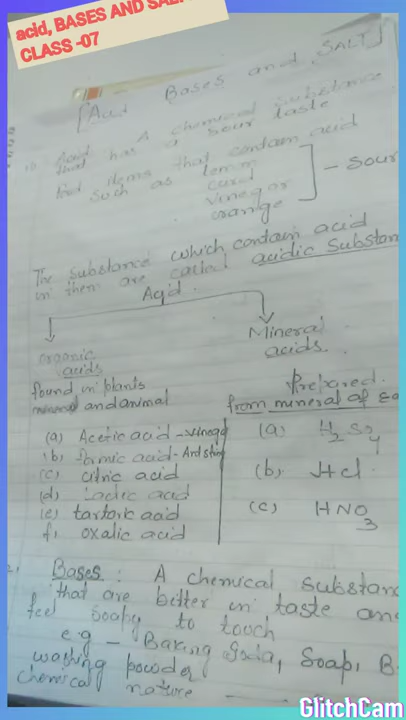 acid, BASES AND SALT
CLASS -07
[Acid Bases and SALT]
1. Acid A chemical substance
that has a sour taste
Food items that contain acid
such as lemon
curd
vinegar
orange
- Sour
The substance which contain acid
in them are called acidic Substan
Acid
organic
acids
found in plants
mineral and animal
(a) Acetic acid - vinega
(b) formic acid - Ant sting
(c) citric acid
(d) Lactic acid
(e) tartaric acid
f) oxalic acid
Mineral
acids
Prepared
from mineral of ea
(a) H2SO4
(b) Hcl
(c) HNO3
2. Bases : A chemical substanc
that are bitter in taste and
feel soapy to touch
e.g - Baking Soda, Soap, B
washing powder
chemical nature
GlitchCam